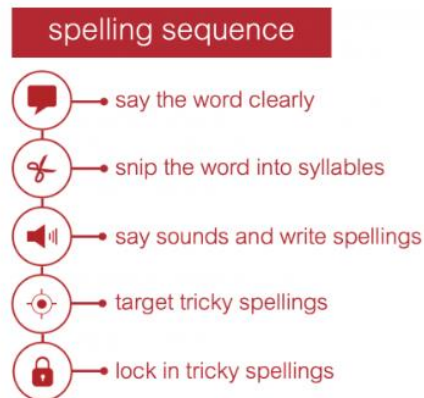 spelling sequence
say the word clearly
snip the word into syllables
say sounds and write spellings
target tricky spellings
lock in tricky spellings